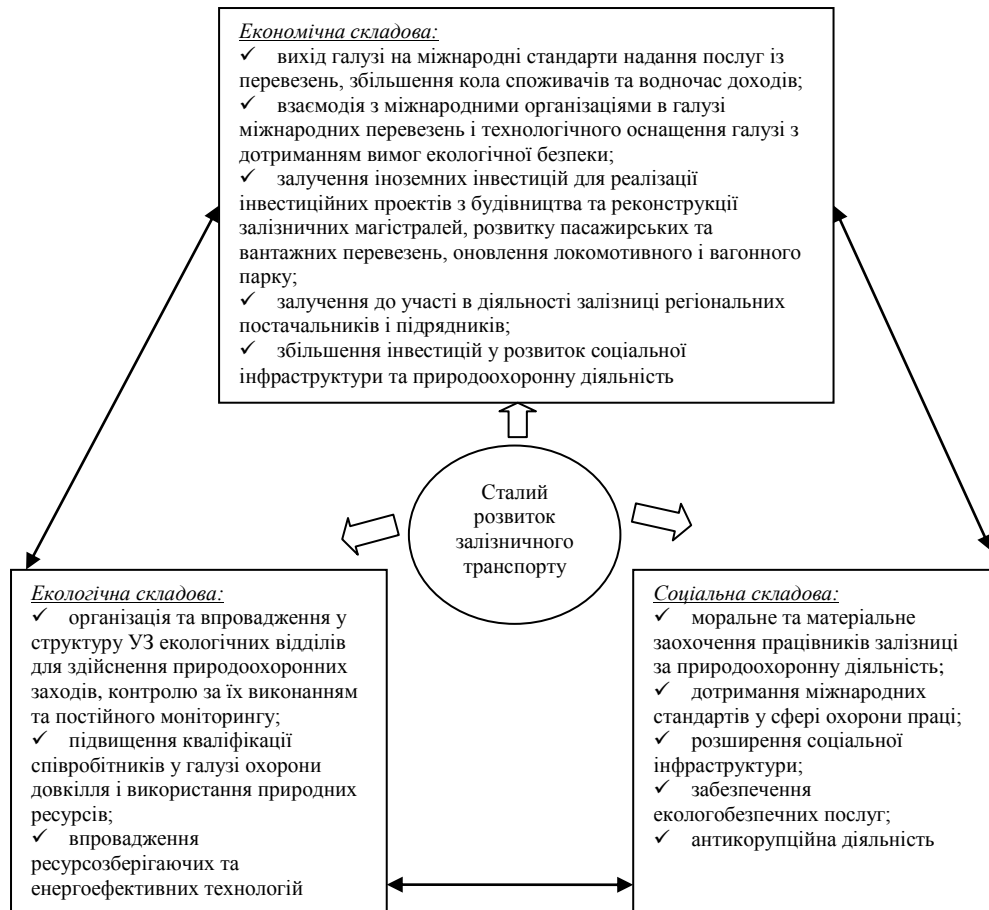 Економічна складова:
✓ вихід галузі на міжнародні стандарти надання послуг із
перевезень, збільшення кола споживачів та водночас доходів;
✓ взаємодія з міжнародними організаціями в галузі
міжнародних перевезень і технологічного оснащення галузі з
дотриманням вимог екологічної безпеки;
✓ залучення іноземних інвестицій для реалізації
інвестиційних проектів з будівництва та реконструкції
залізничних магістралей, розвитку пасажирських та
вантажних перевезень, оновлення локомотивного і вагонного
парку;
✓ залучення до участі в діяльності залізниці регіональних
постачальників і підрядників;
✓ збільшення інвестицій у розвиток соціальної
інфраструктури та природоохоронну діяльність
Сталий
розвиток
залізничного
транспорту
Екологічна складова:
✓ організація та впровадження у
структуру УЗ екологічних відділів
для здійснення природоохоронних
заходів, контролю за їх виконанням
та постійного моніторингу;
✓ підвищення кваліфікації
співробітників у галузі охорони
довкілля і використання природних
ресурсів;
✓ впровадження
ресурсозберігаючих та
енергоефективних технологій
Соціальна складова:
✓ моральне та матеріальне
заохочення працівників залізниці
за природоохоронну діяльність;
✓ дотримання міжнародних
стандартів у сфері охорони праці;
✓ розширення соціальної
інфраструктури;
✓ забезпечення
екологобезпечних послуг;
✓ антикорупційна діяльність